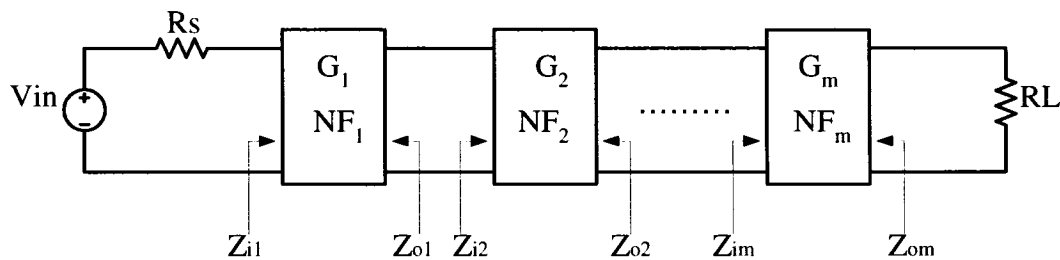 Rs
Vin
+
−
G1
NF1
G2
NF2
.........
Gm
NFm
RL
Zi1
Zo1
Zi2
Zo2
Zim
Zom